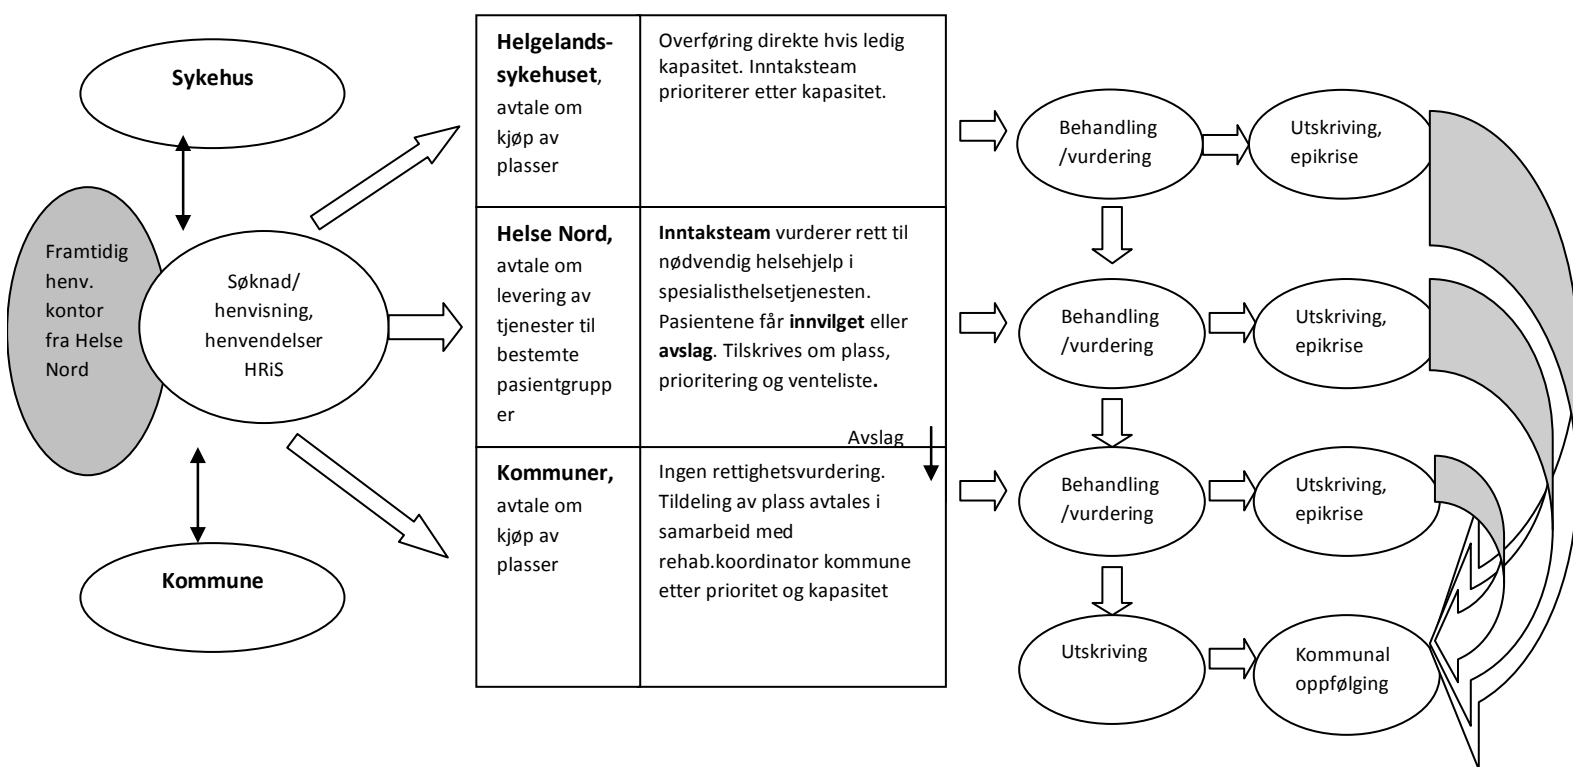 Sykehus
Framtidig
henv.
kontor
fra Helse
Nord
Søknad/
henvisning,
henvendelser
HRiS
Kommune
Helgelands-
sykehuset,
avtale om
kjøp av
plasser
Overføring direkte hvis ledig
kapasitet. Inntaksteam
prioriterer etter kapasitet.
Helse Nord,
avtale om
levering av
tjenester til
bestemte
pasientgrupp
er
Inntaksteam vurderer rett til
nødvendig helsehjelp i
spesialisthelsetjenesten.
Pasientene får innvilget eller
avslag. Tilskrives om plass,
prioritering og venteliste.
Avslag
Kommuner,
avtale om
kjøp av
plasser
Ingen rettighetsvurdering.
Tildeling av plass avtales i
samarbeid med
rehab.koordinator kommune
etter prioritet og kapasitet
Behandling
/vurdering
Utskriving,
epikrise
Behandling
/vurdering
Utskriving,
epikrise
Behandling
/vurdering
Utskriving,
epikrise
Utskriving
Kommunal
oppfølging